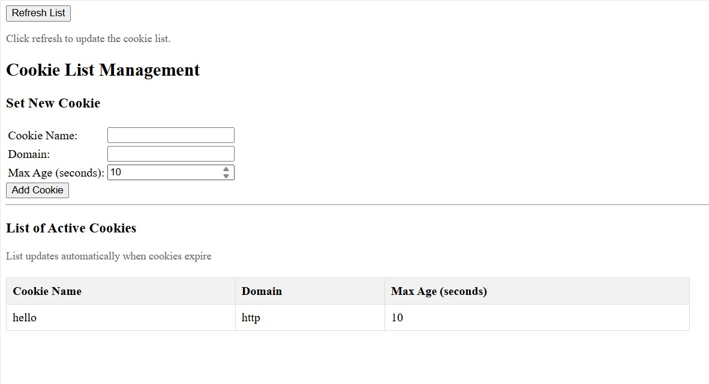 Refresh List
Click refresh to update the cookie list.
Cookie List Management
Set New Cookie
Cookie Name:
Domain:
Max Age (seconds): 10
Add Cookie
List of Active Cookies
List updates automatically when cookies expire
Cookie Name Domain Max Age (seconds)
hello http 10